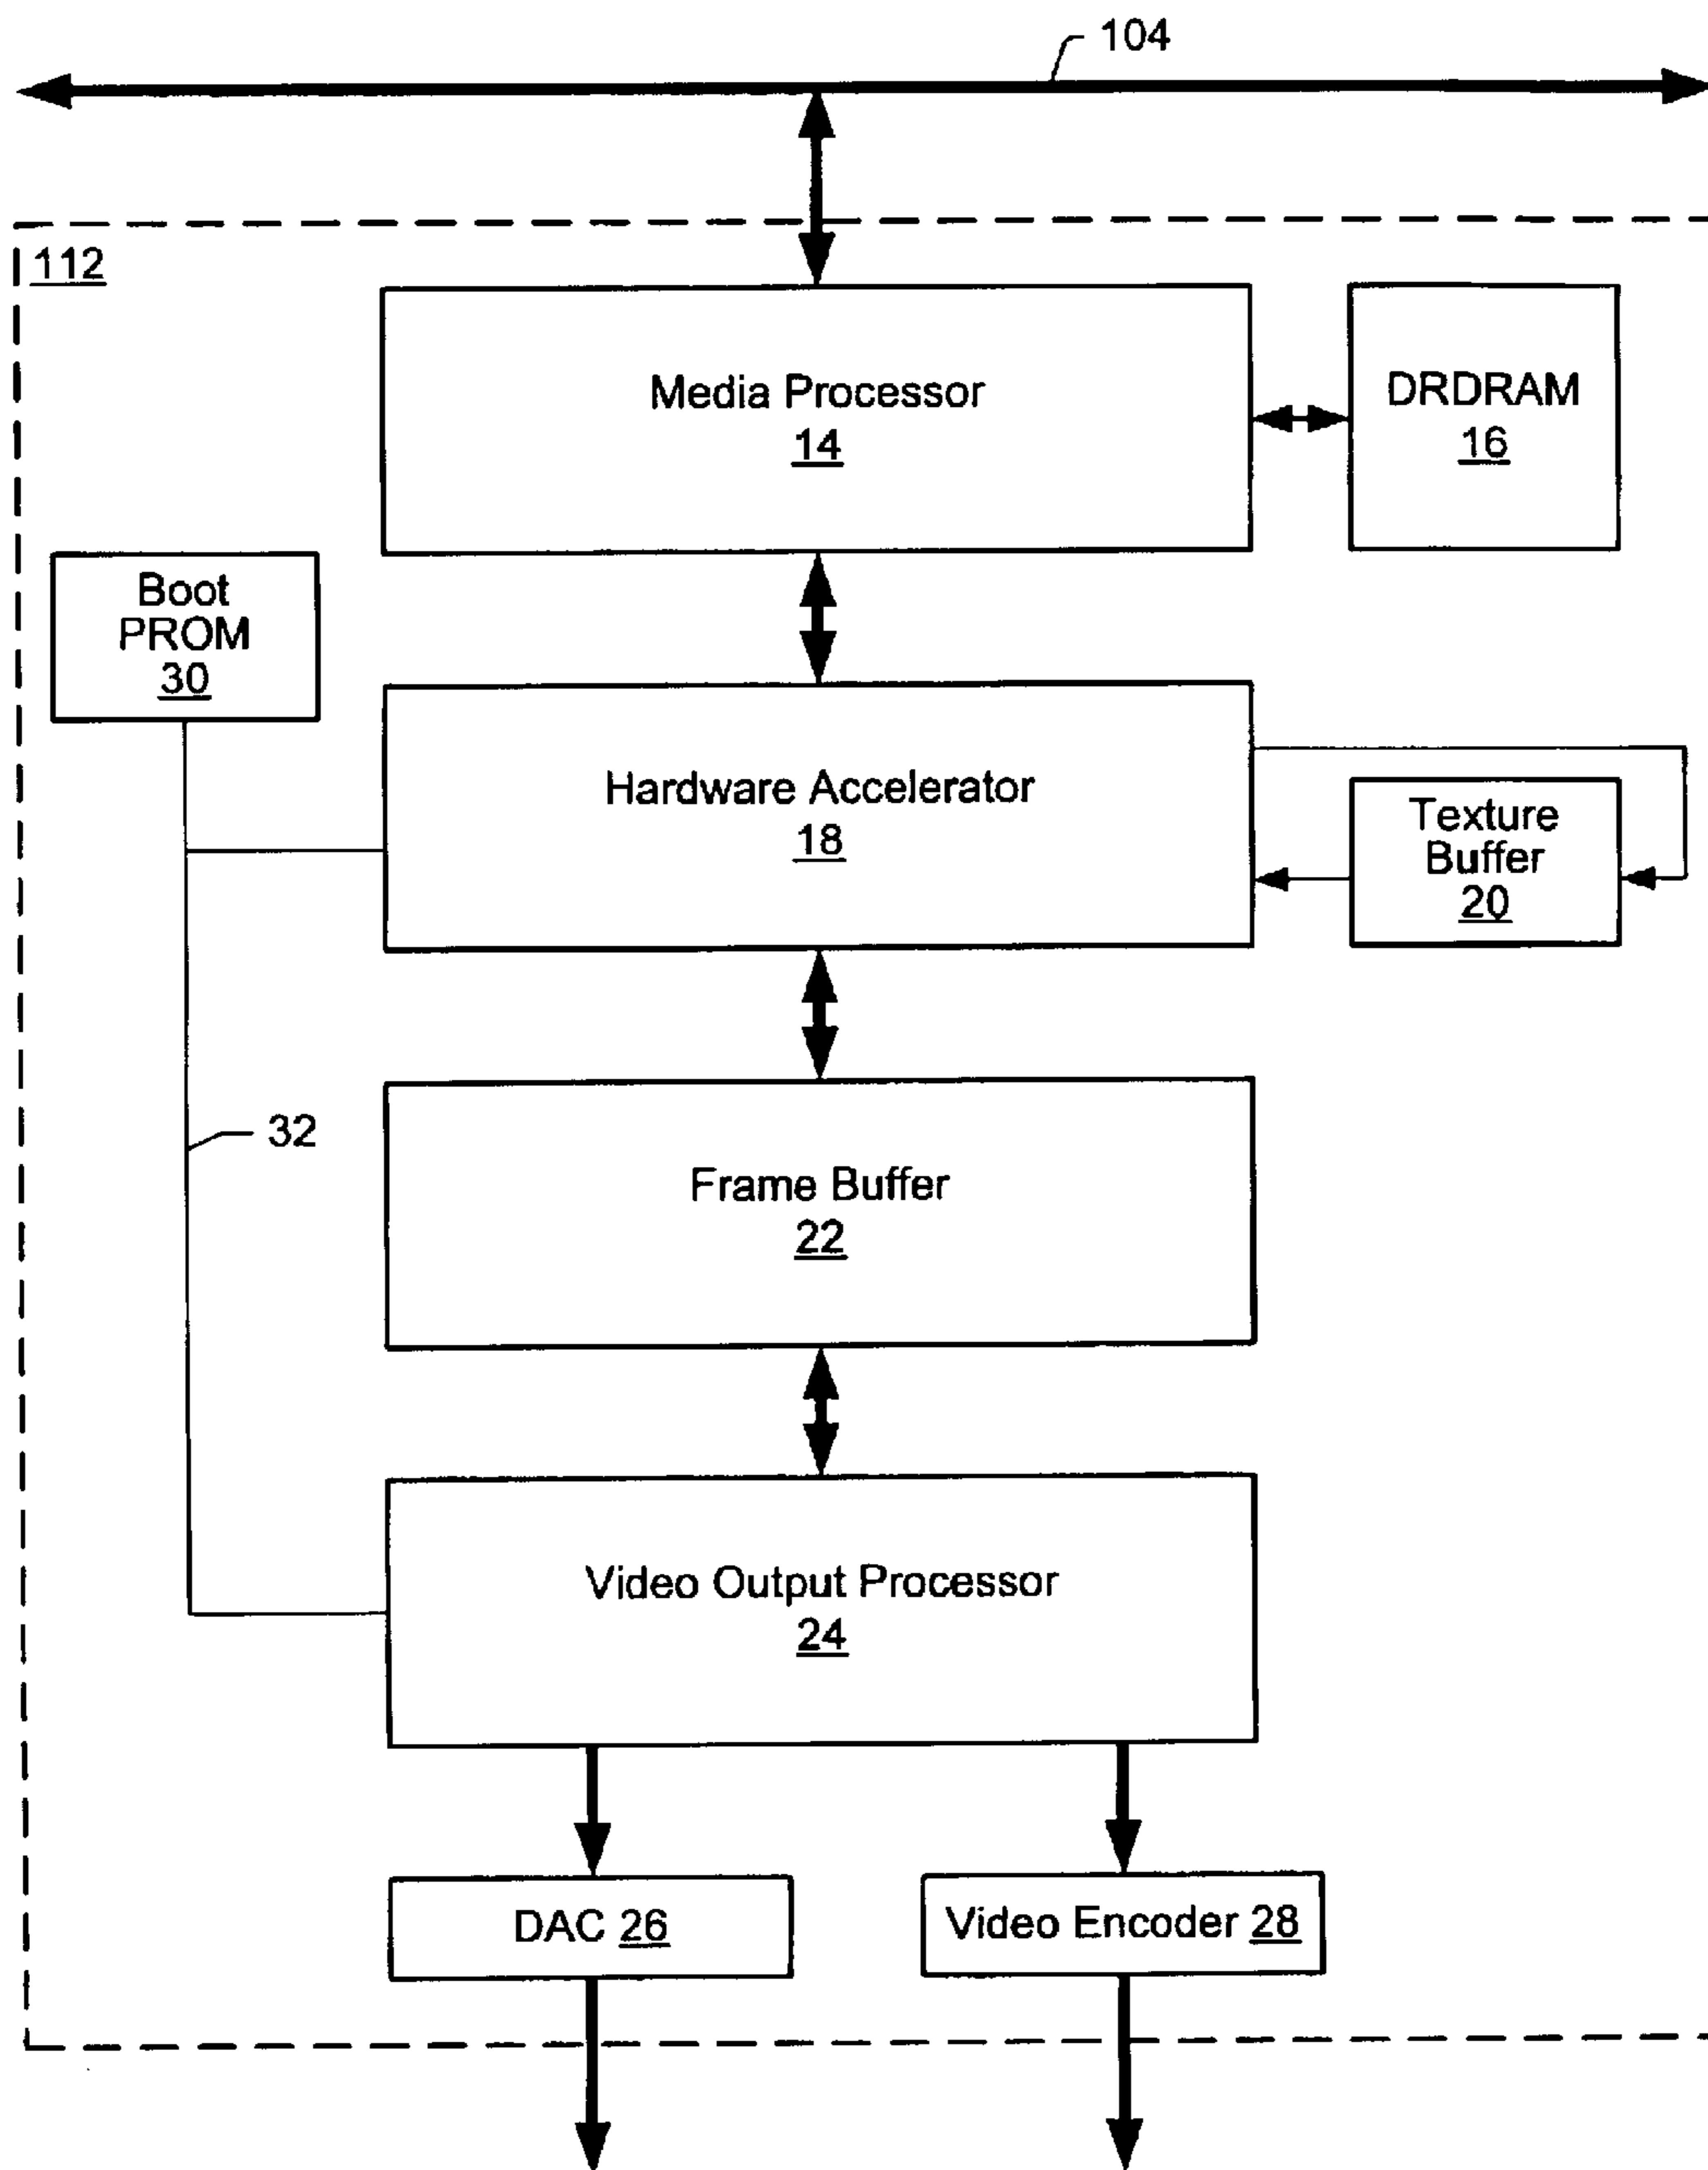 104
112
Media Processor
14
DRDRAM
16
Boot
PROM
30
Hardware Accelerator
18
Texture
Buffer
20
32
Frame Buffer
22
Video Output Processor
24
DAC 26
Video Encoder 28